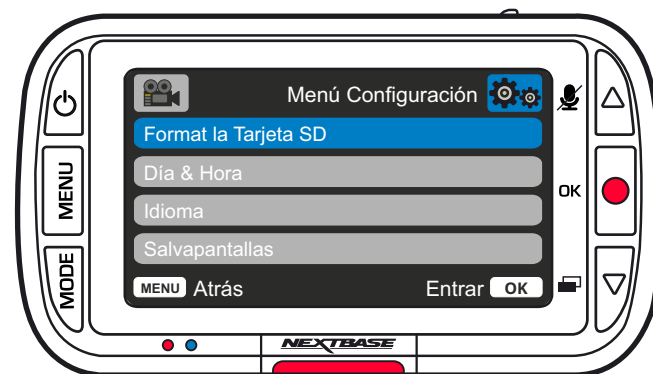 Menú Configuración
Format la Tarjeta SD
Día & Hora
Idioma
Salvapantallas
MENU Atrás
Entrar OK
MENU
MODE
OK
NEXTBASE